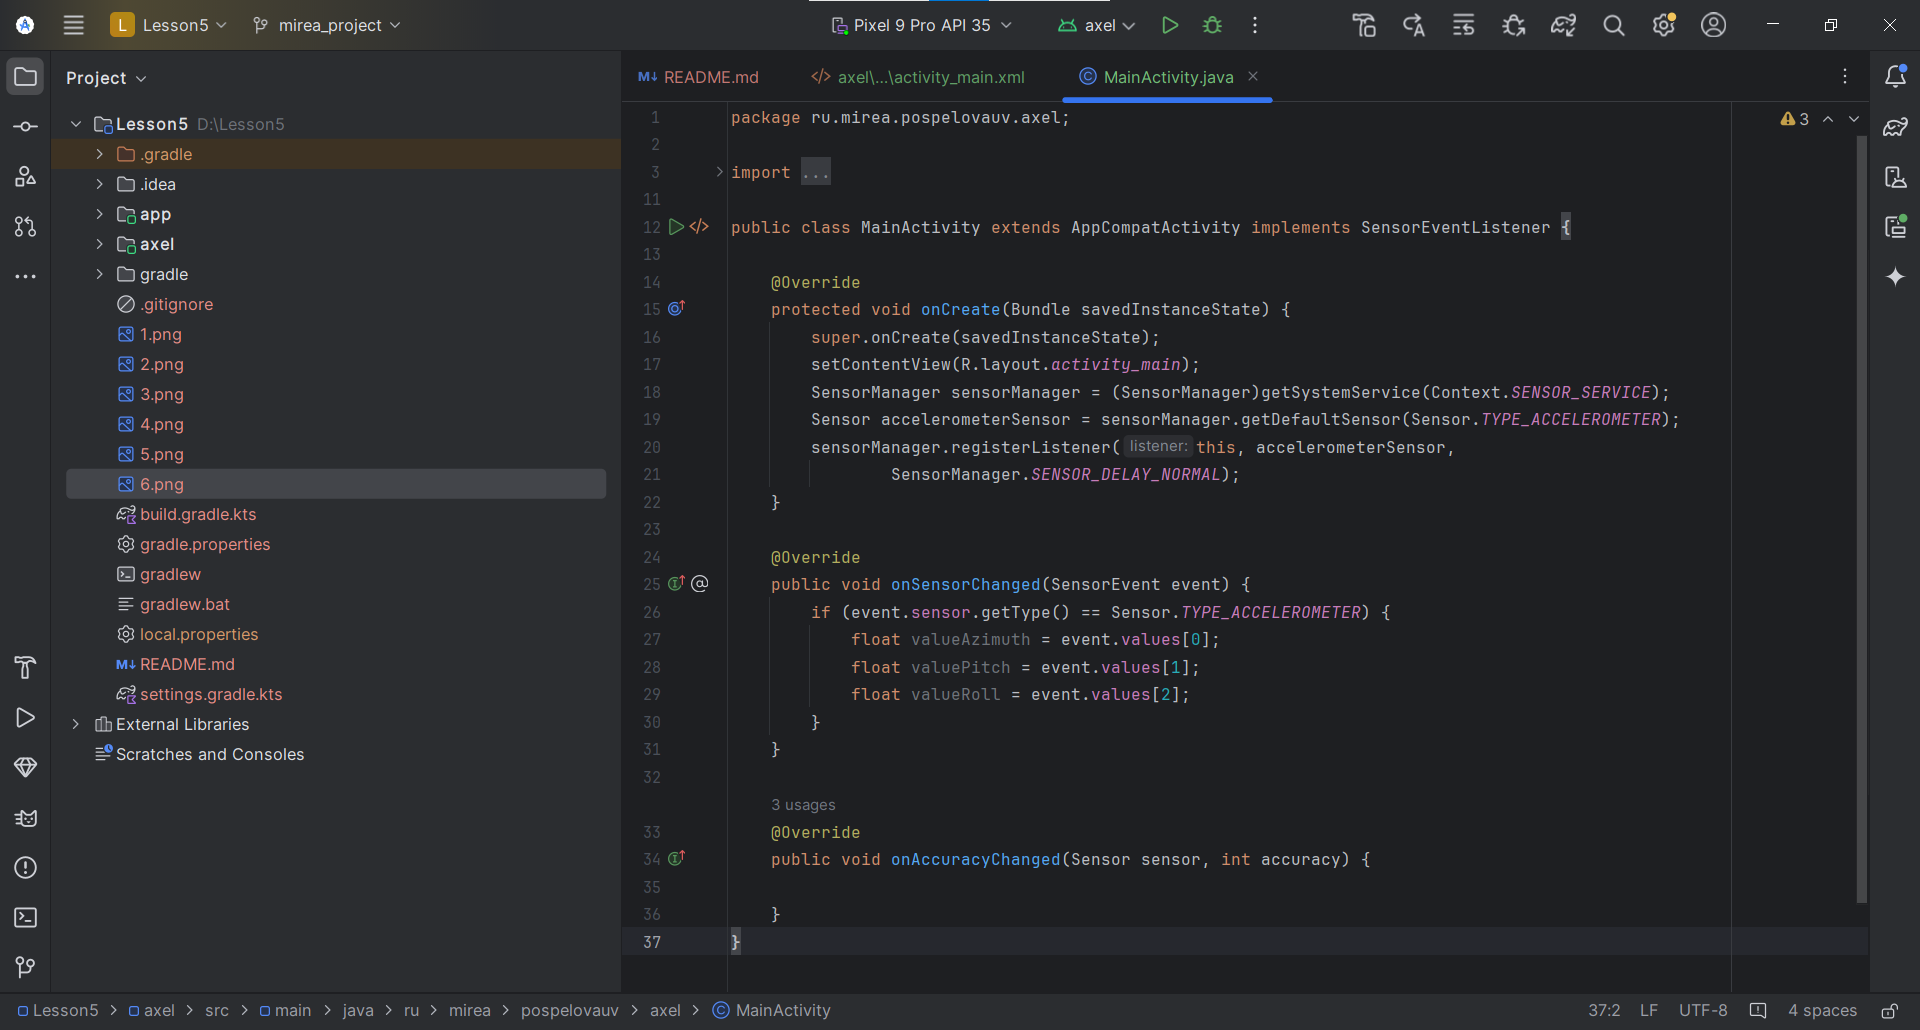 L Lesson5 mirea_project Pixel 9 Pro API 35 axel
Project
README.md axel\...\activity_main.xml MainActivity.java
Lesson5 D:\Lesson5
.gradle
.idea
app
axel
gradle
.gitignore
1.png
2.png
3.png
4.png
5.png
6.png
build.gradle.kts
gradle.properties
gradlew
gradlew.bat
local.properties
M↓ README.md
settings.gradle.kts
External Libraries
Scratches and Consoles
3
1 package ru.mirea.pospelovauv.axel;
2
3 import ...
11
12 public class MainActivity extends AppCompatActivity implements SensorEventListener {
13
14 @Override
15 protected void onCreate(Bundle savedInstanceState) {
16 super.onCreate(savedInstanceState);
17 setContentView(R.layout.activity_main);
18 SensorManager sensorManager = (SensorManager)getSystemService(Context.SENSOR_SERVICE);
19 Sensor accelerometerSensor = sensorManager.getDefaultSensor(Sensor.TYPE_ACCELEROMETER);
20 sensorManager.registerListener( listener: this, accelerometerSensor,
21 SensorManager.SENSOR_DELAY_NORMAL);
22 }
23
24 @Override
25 public void onSensorChanged(SensorEvent event) {
26 if (event.sensor.getType() == Sensor.TYPE_ACCELEROMETER) {
27 float valueAzimuth = event.values[0];
28 float valuePitch = event.values[1];
29 float valueRoll = event.values[2];
30 }
31 }
32
3 usages
33 @Override
34 public void onAccuracyChanged(Sensor sensor, int accuracy) {
35
36 }
37 }
Lesson5 > axel > src > main > java > ru > mirea > pospelovauv > axel > MainActivity
37:2 LF UTF-8 4 spaces